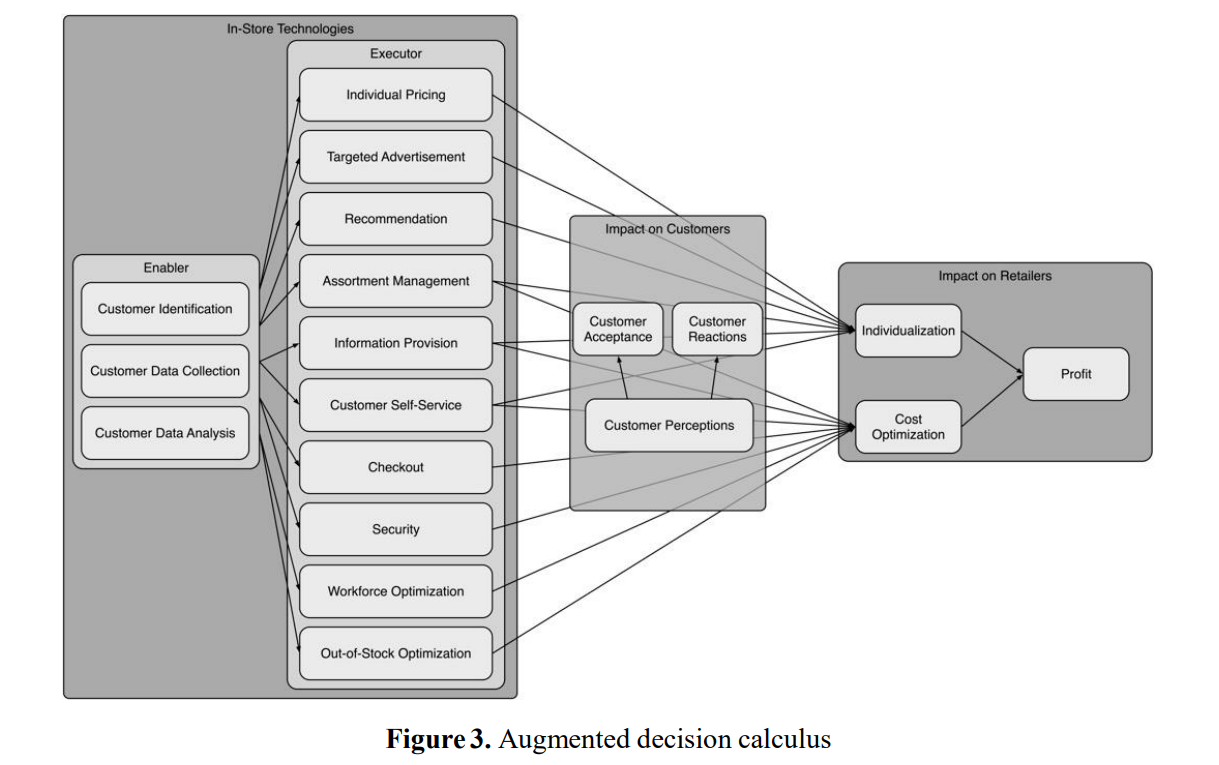 In-Store Technologies
Executor
Individual Pricing
Targeted Advertisement
Recommendation
Assortment Management
Information Provision
Customer Self-Service
Checkout
Security
Workforce Optimization
Out-of-Stock Optimization
Enabler
Customer Identification
Customer Data Collection
Customer Data Analysis
Impact on Customers
Customer
Acceptance
Customer
Reactions
Customer Perceptions
Impact on Retailers
Individualization
Cost
Optimization
Profit
Figure 3. Augmented decision calculus